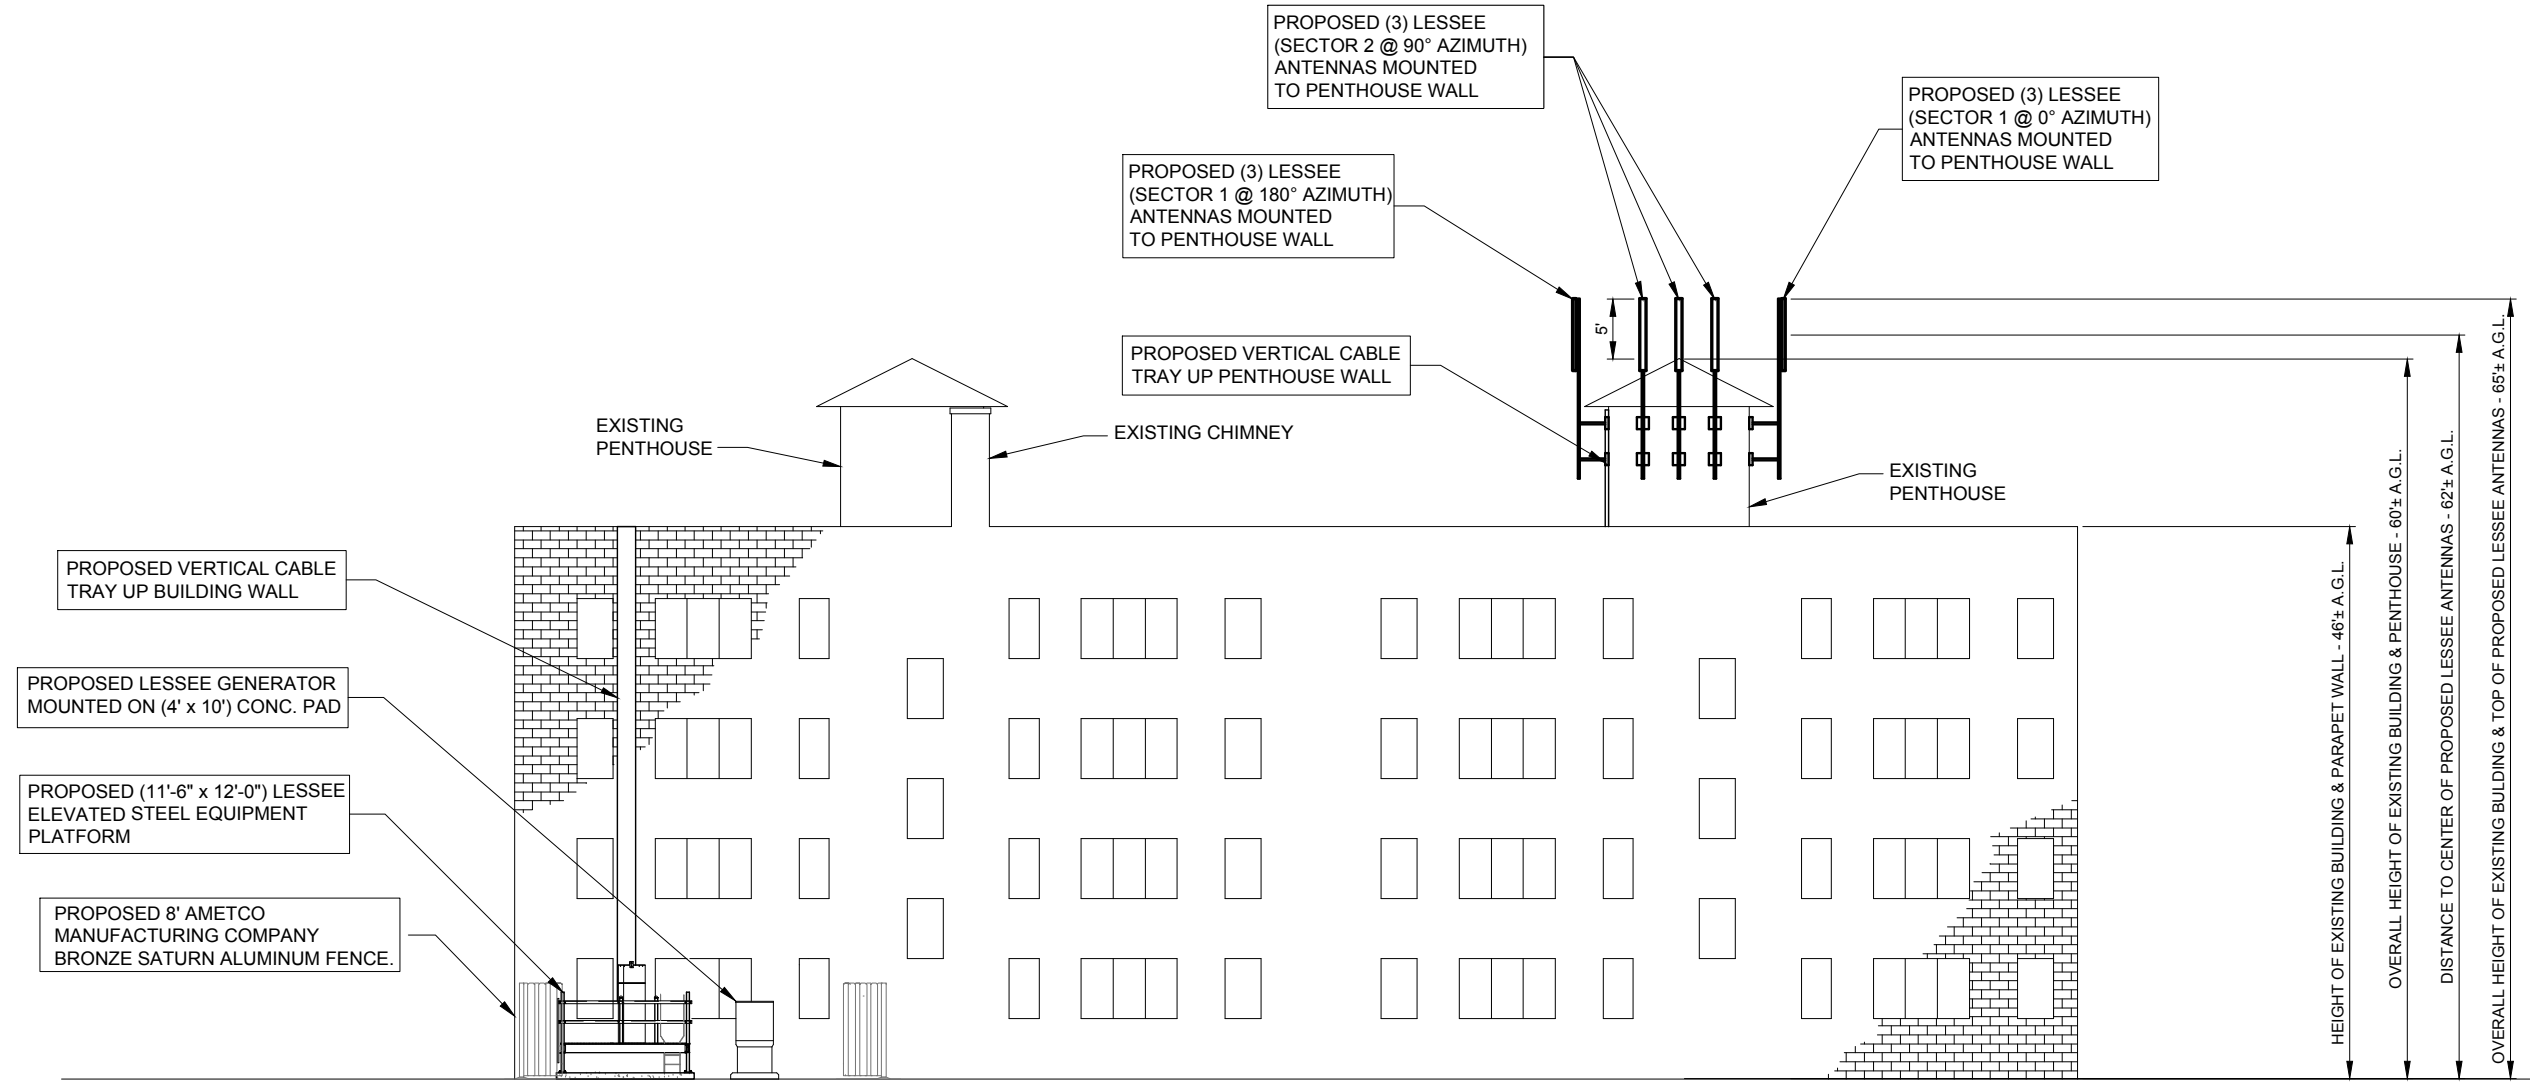 PROPOSED (3) LESSEE
(SECTOR 2 @ 90° AZIMUTH)
ANTENNAS MOUNTED
TO PENTHOUSE WALL
PROPOSED (3) LESSEE
(SECTOR 1 @ 0° AZIMUTH)
ANTENNAS MOUNTED
TO PENTHOUSE WALL
PROPOSED (3) LESSEE
(SECTOR 1 @ 180° AZIMUTH)
ANTENNAS MOUNTED
TO PENTHOUSE WALL
5'
PROPOSED VERTICAL CABLE
TRAY UP PENTHOUSE WALL
EXISTING
PENTHOUSE
EXISTING CHIMNEY
EXISTING
PENTHOUSE
PROPOSED VERTICAL CABLE
TRAY UP BUILDING WALL
PROPOSED LESSEE GENERATOR
MOUNTED ON (4' x 10') CONC. PAD
PROPOSED (11'-6" x 12'-0") LESSEE
ELEVATED STEEL EQUIPMENT
PLATFORM
PROPOSED 8' AMETCO
MANUFACTURING COMPANY
BRONZE SATURN ALUMINUM FENCE.
HEIGHT OF EXISTING BUILDING & PARAPET WALL - 46'± A.G.L.
OVERALL HEIGHT OF EXISTING BUILDING & PENTHOUSE - 60'± A.G.L.
DISTANCE TO CENTER OF PROPOSED LESSEE ANTENNAS - 62'± A.G.L.
OVERALL HEIGHT OF EXISTING BUILDING & TOP OF PROPOSED LESSEE ANTENNAS - 65'± A.G.L.